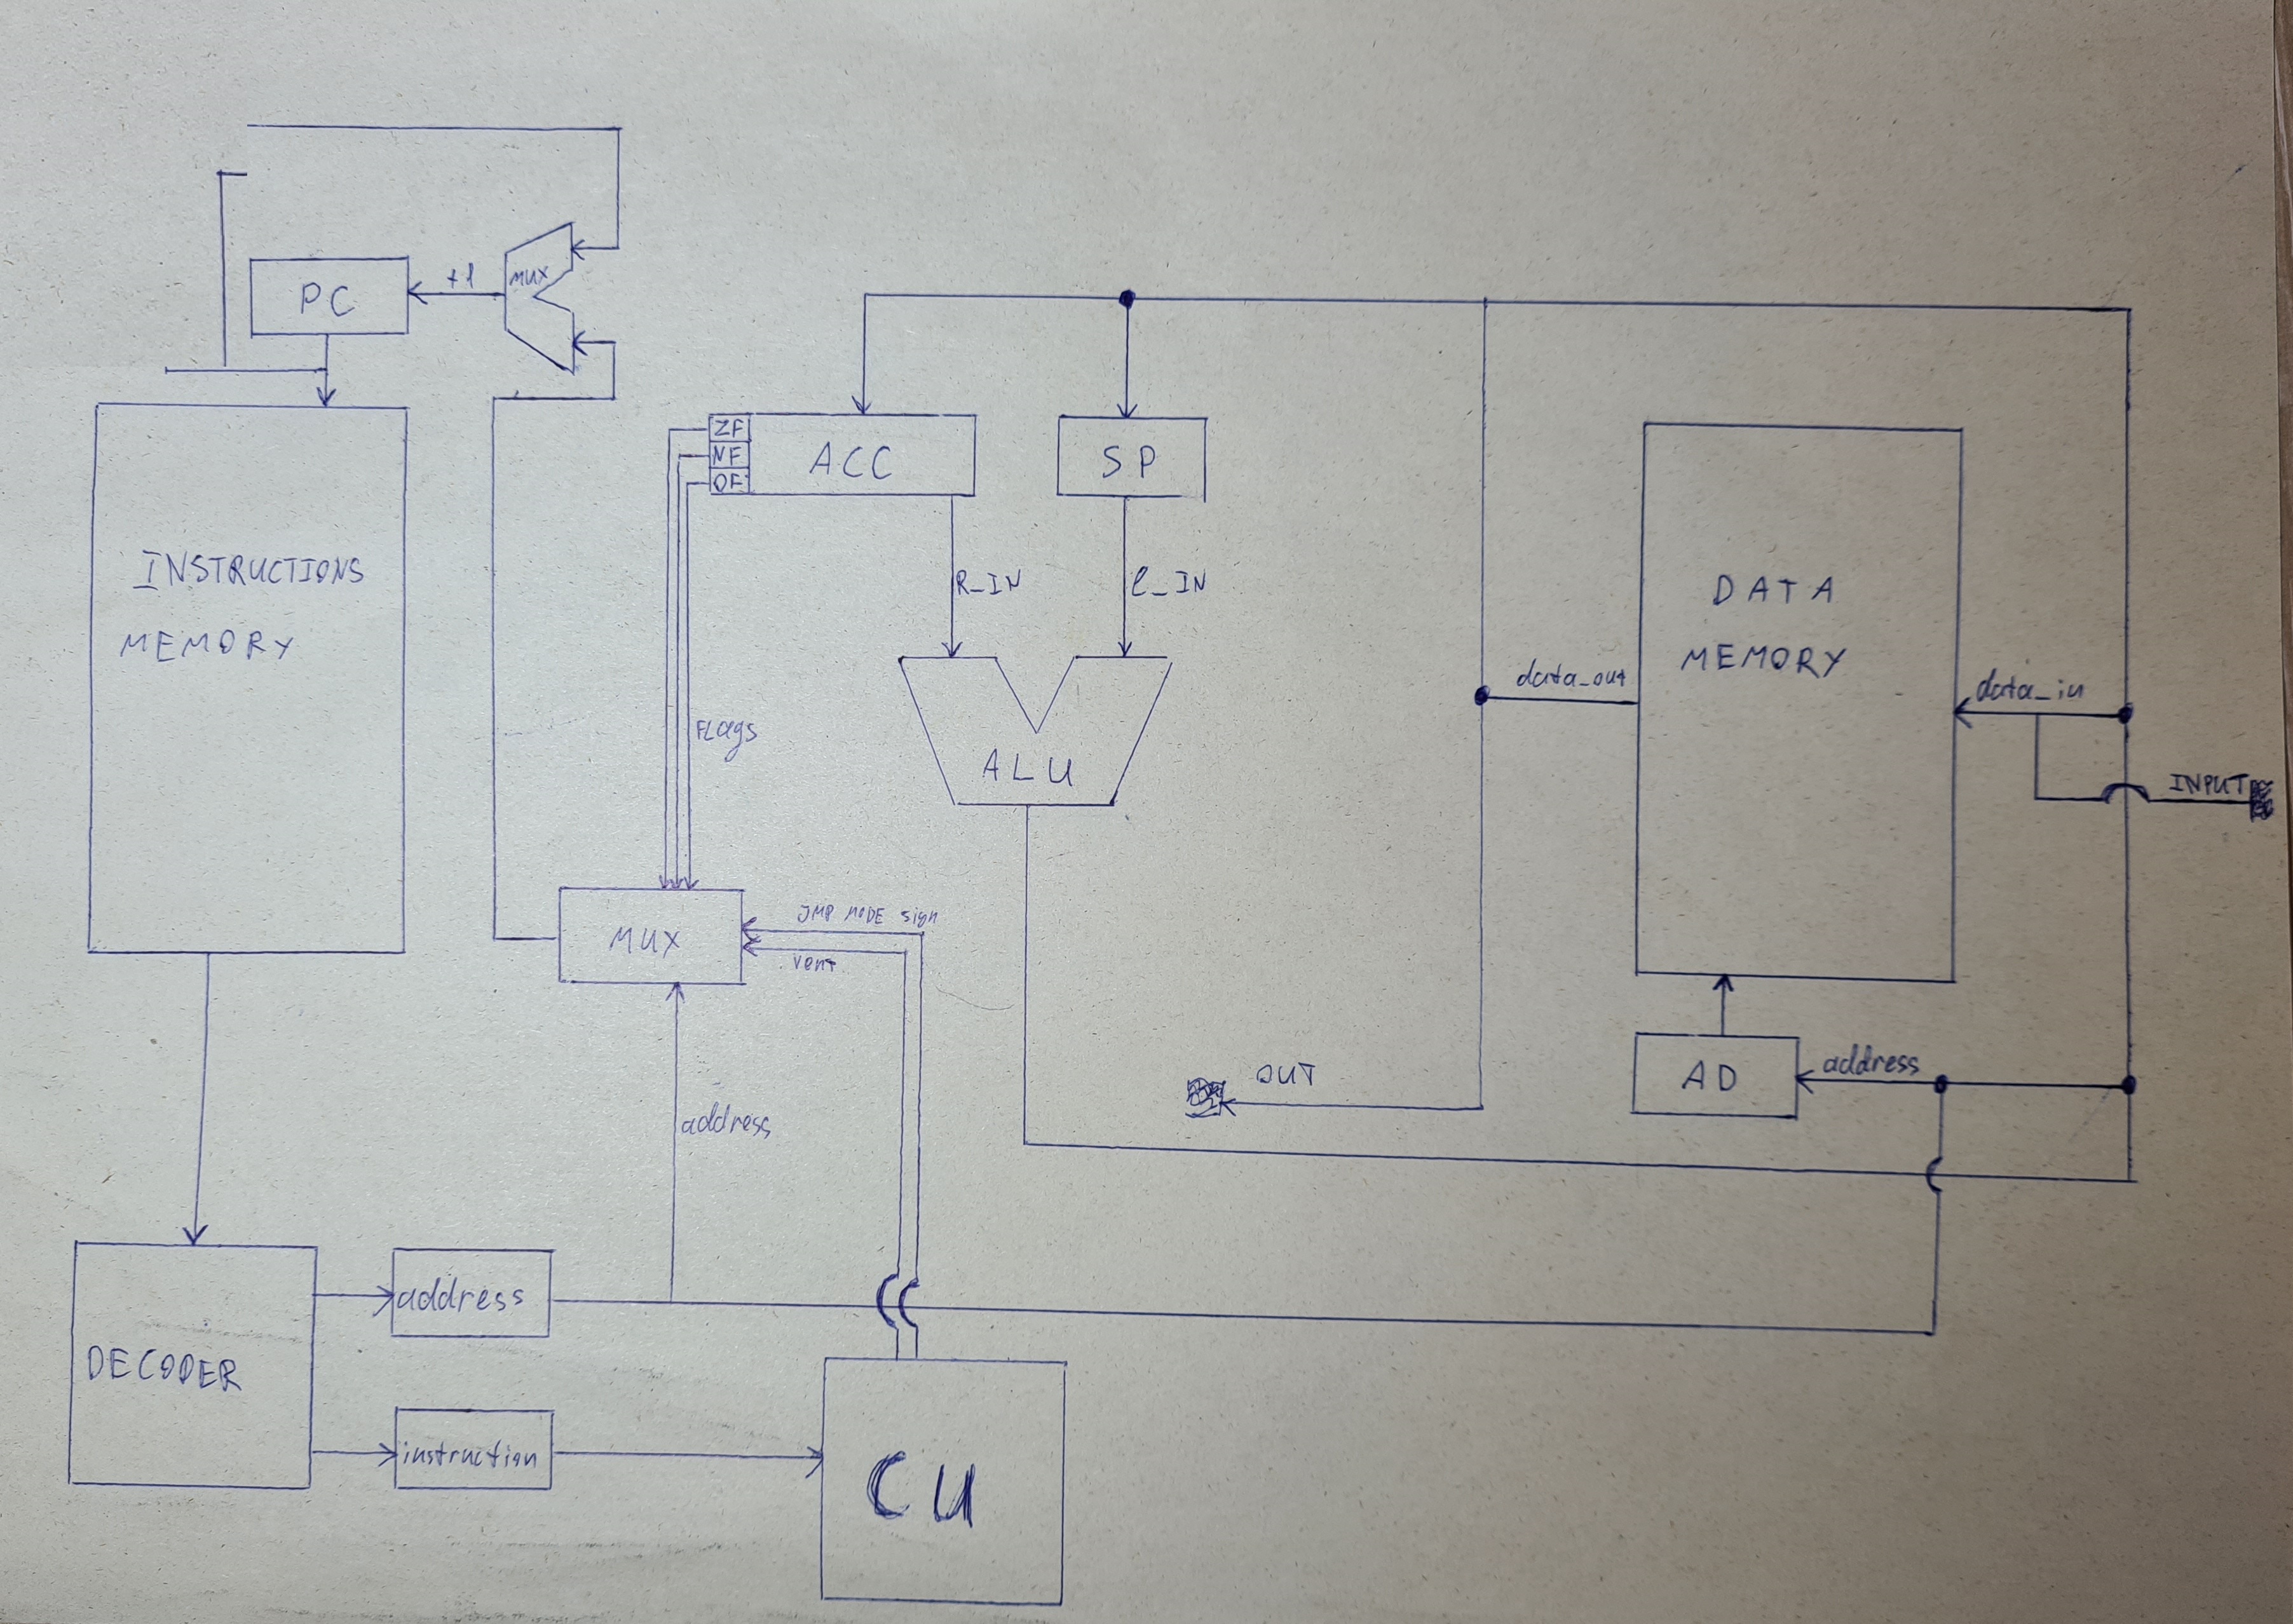 +1
MUX
PC
ZF
NF
OF
ACC
SP
INSTRUCTIONS
MEMORY
R_IN
l_IN
DATA
MEMORY
data_out
data_in
INPUT
FLags
ALU
JMP MODE sign
MUX
vent
OUT
AD
address
address
address
DECODER
instruction
CU